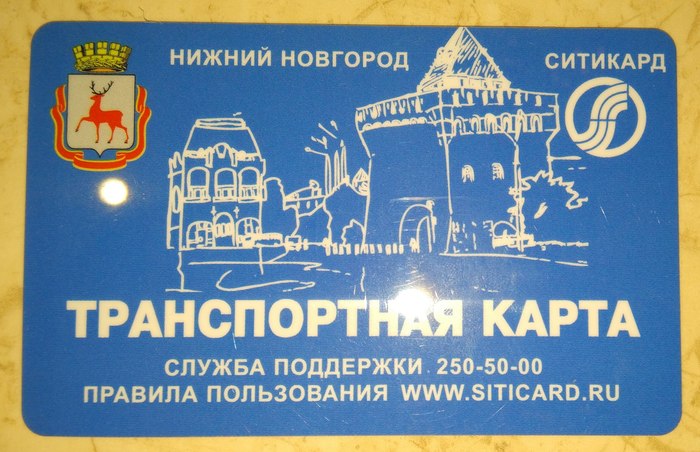 НИЖНИЙ НОВГОРОД СИТИКАРД
ТРАНСПОРТНАЯ КАРТА
СЛУЖБА ПОДДЕРЖКИ 250-50-00
ПРАВИЛА ПОЛЬЗОВАНИЯ WWW.SITICARD.RU